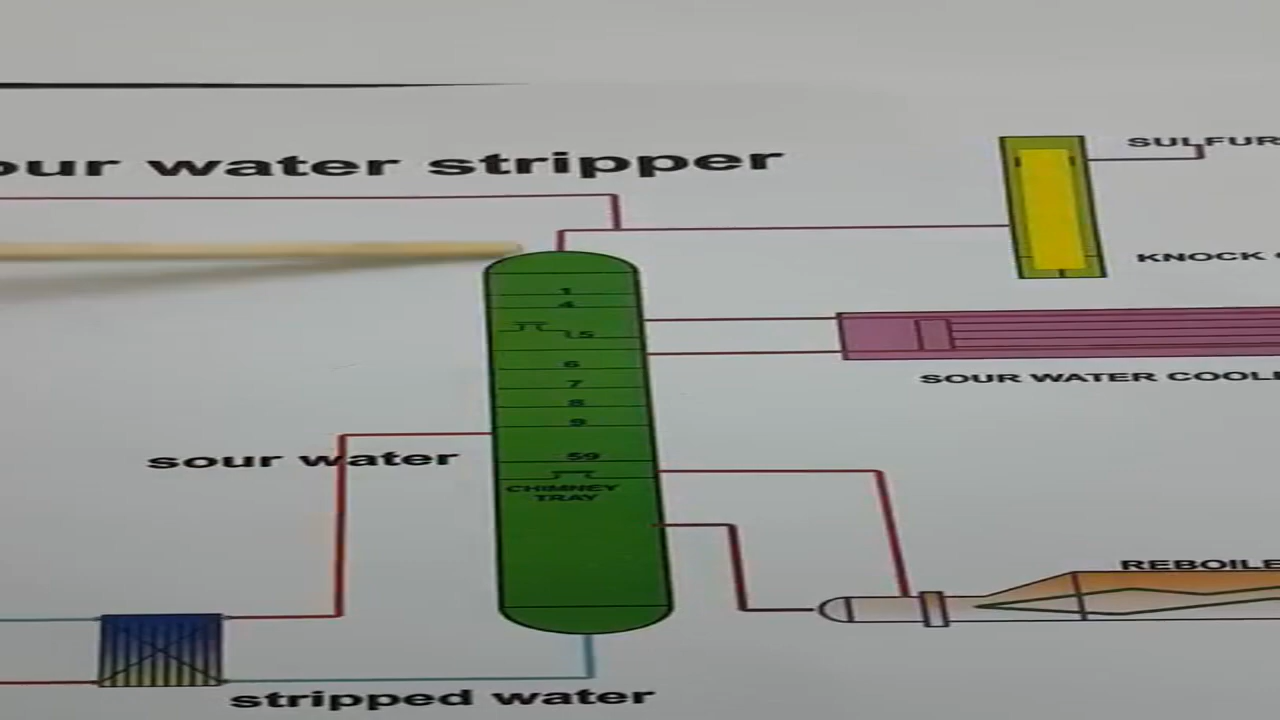 our water stripper
SULFUR
KNOCK
1
4
5
6
SOUR WATER COOL
7
8
9
sour water
59
CHIMNEY
TRAY
REBOILE
stripped water